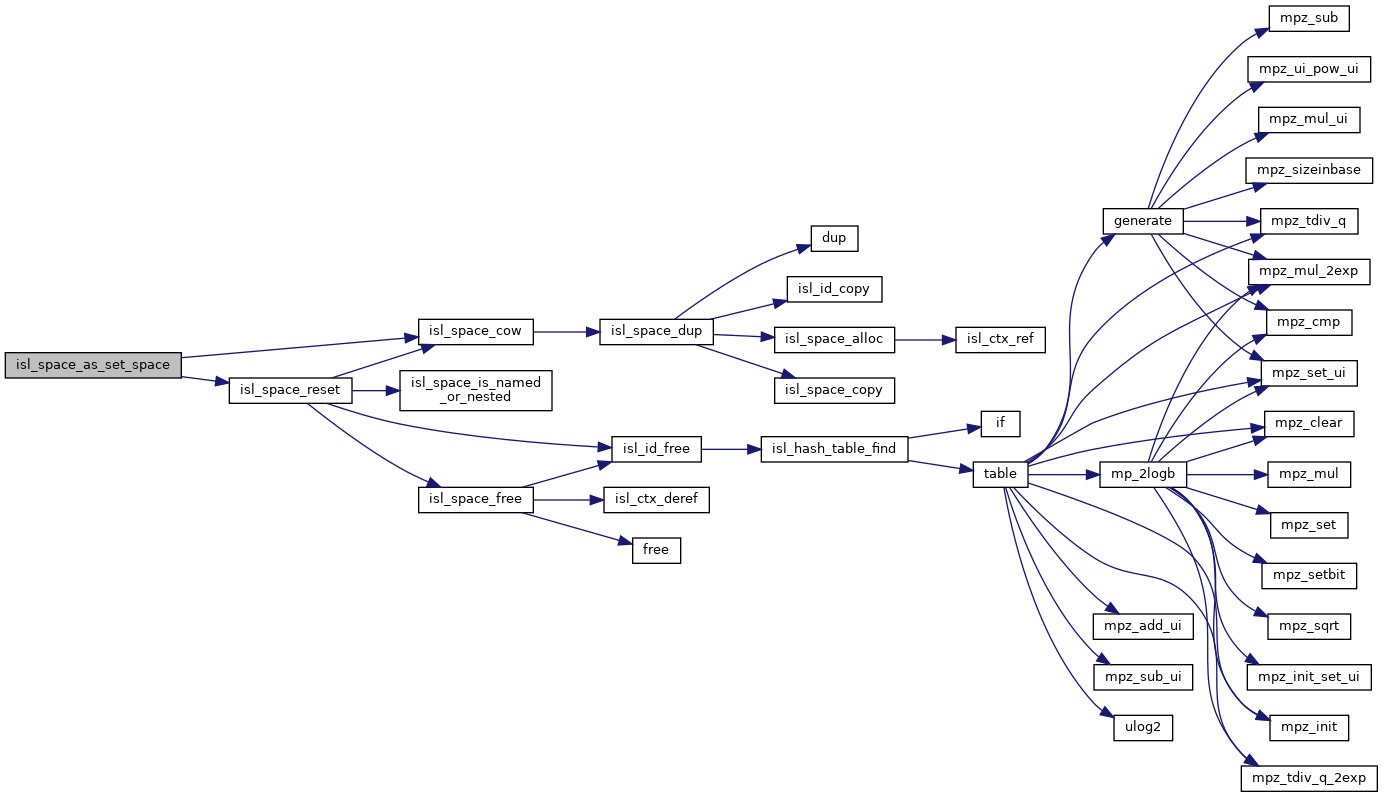 isl_space_as_set_space
isl_space_cow
isl_space_reset
isl_space_is_named
_or_nested
isl_space_free
isl_space_dup
isl_id_free
isl_ctx_deref
free
dup
isl_id_copy
isl_space_alloc
isl_space_copy
isl_hash_table_find
isl_ctx_ref
if
table
generate
mp_2logb
mpz_add_ui
mpz_sub_ui
ulog2
mpz_sub
mpz_ui_pow_ui
mpz_mul_ui
mpz_sizeinbase
mpz_tdiv_q
mpz_mul_2exp
mpz_cmp
mpz_set_ui
mpz_clear
mpz_mul
mpz_set
mpz_setbit
mpz_sqrt
mpz_init_set_ui
mpz_init
mpz_tdiv_q_2exp